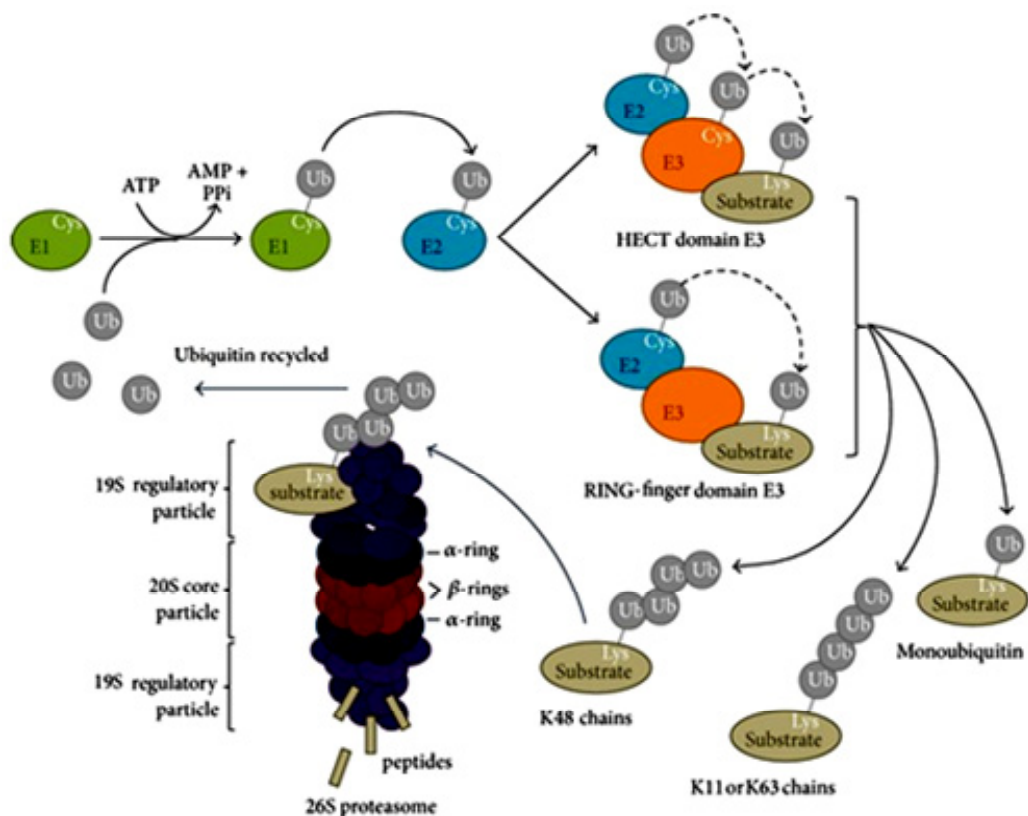 Ub
Cys
E2
Ub
Cys
E3
Ub
Lys
Substrate
HECT domain E3
ATP
AMP +
PPi
Cys
E1
Ub
Ub
Cys
E1
Ub
Cys
E2
Ub
Ub
Ub
Cys
E2
E3
Ub
Lys
Substrate
RING-finger domain E3
Ubiquitin recycled
Ub
Ub
Ub
Ub
Lys
substrate
19S regulatory
particle
20S core
particle
19S regulatory
particle
α-ring
β-rings
α-ring
peptides
26S proteasome
Ub
Ub
Ub
Ub
Lys
Substrate
K48 chains
Ub
Ub
Ub
Ub
Lys
Substrate
K11 or K63 chains
Ub
Lys
Substrate
Monoubiquitin